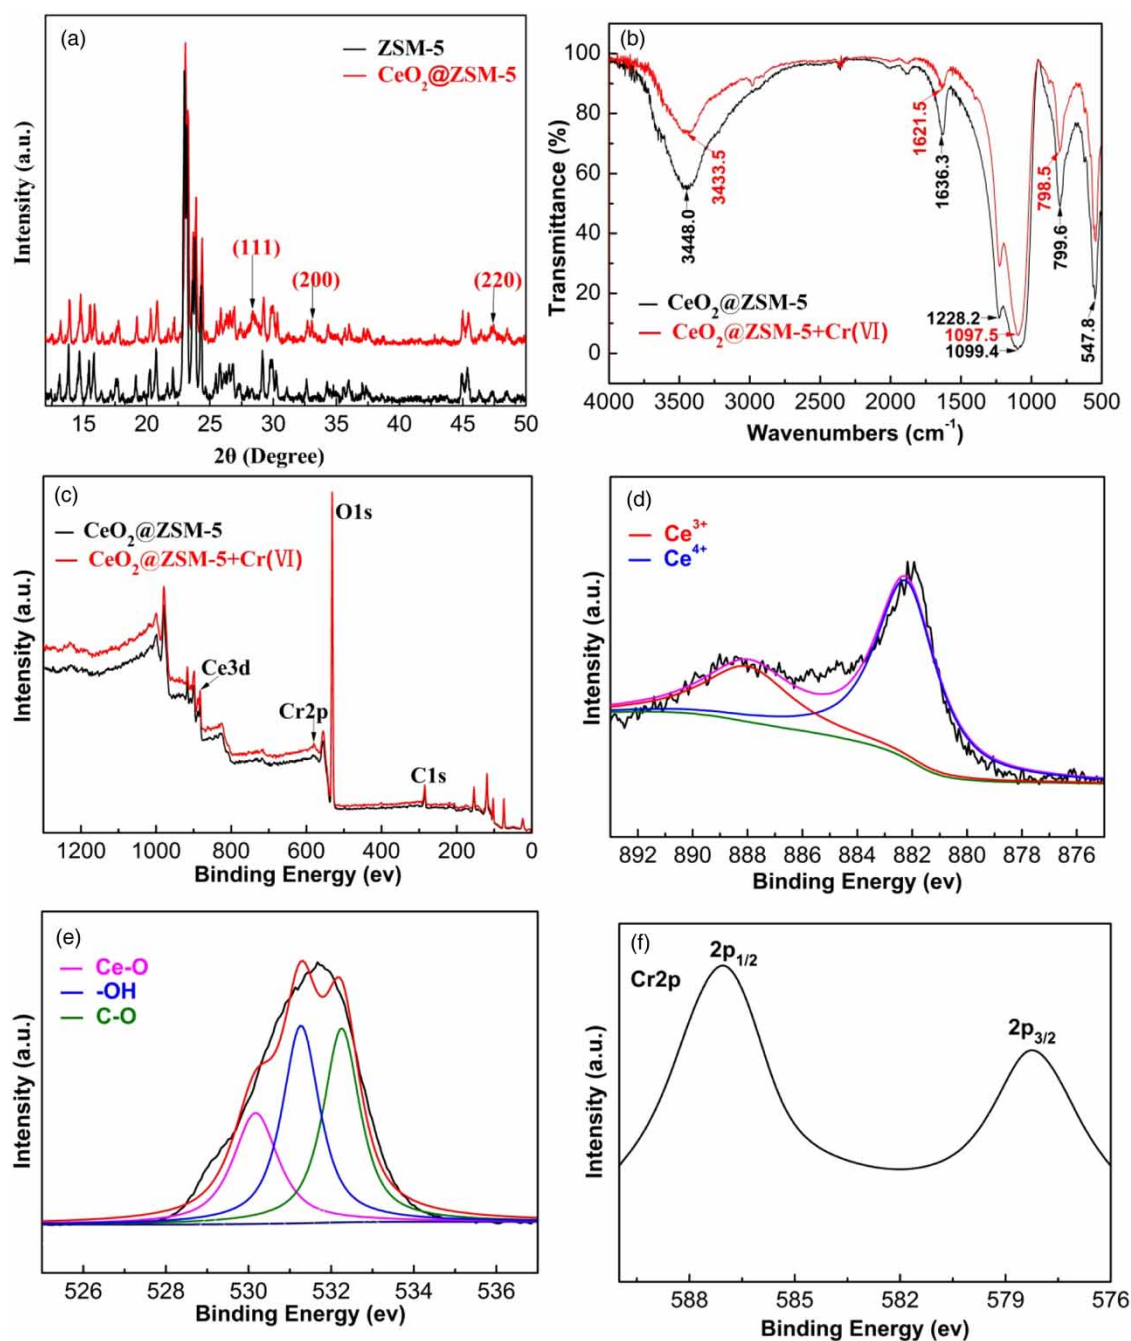 (a)
ZSM-5
CeO₂@ZSM-5
(111)
(200)
(220)
Intensity (a.u.)
15 20 25 30 35 40 45 50
2θ (Degree)
(b)
100
80
60
40
20
0
Transmittance (%)
3433.5
3448.0
1621.5
1636.3
798.5
799.6
547.8
CeO₂@ZSM-5
CeO₂@ZSM-5+Cr(VI)
1228.2
1097.5
1099.4
4000 3500 3000 2500 2000 1500 1000 500
Wavenumbers (cm⁻¹)
(c)
CeO₂@ZSM-5
CeO₂@ZSM-5+Cr(VI)
O1s
Ce3d
Cr2p
C1s
Intensity (a.u.)
1200 1000 800 600 400 200 0
Binding Energy (ev)
(d)
Ce³⁺
Ce⁴⁺
Intensity (a.u.)
892 890 888 886 884 882 880 878 876
Binding Energy (ev)
(e)
Ce-O
-OH
C-O
Intensity (a.u.)
526 528 530 532 534 536
Binding Energy (ev)
(f)
Cr2p
2p₁/₂
2p₃/₂
Intensity (a.u.)
588 585 582 579 576
Binding Energy (ev)